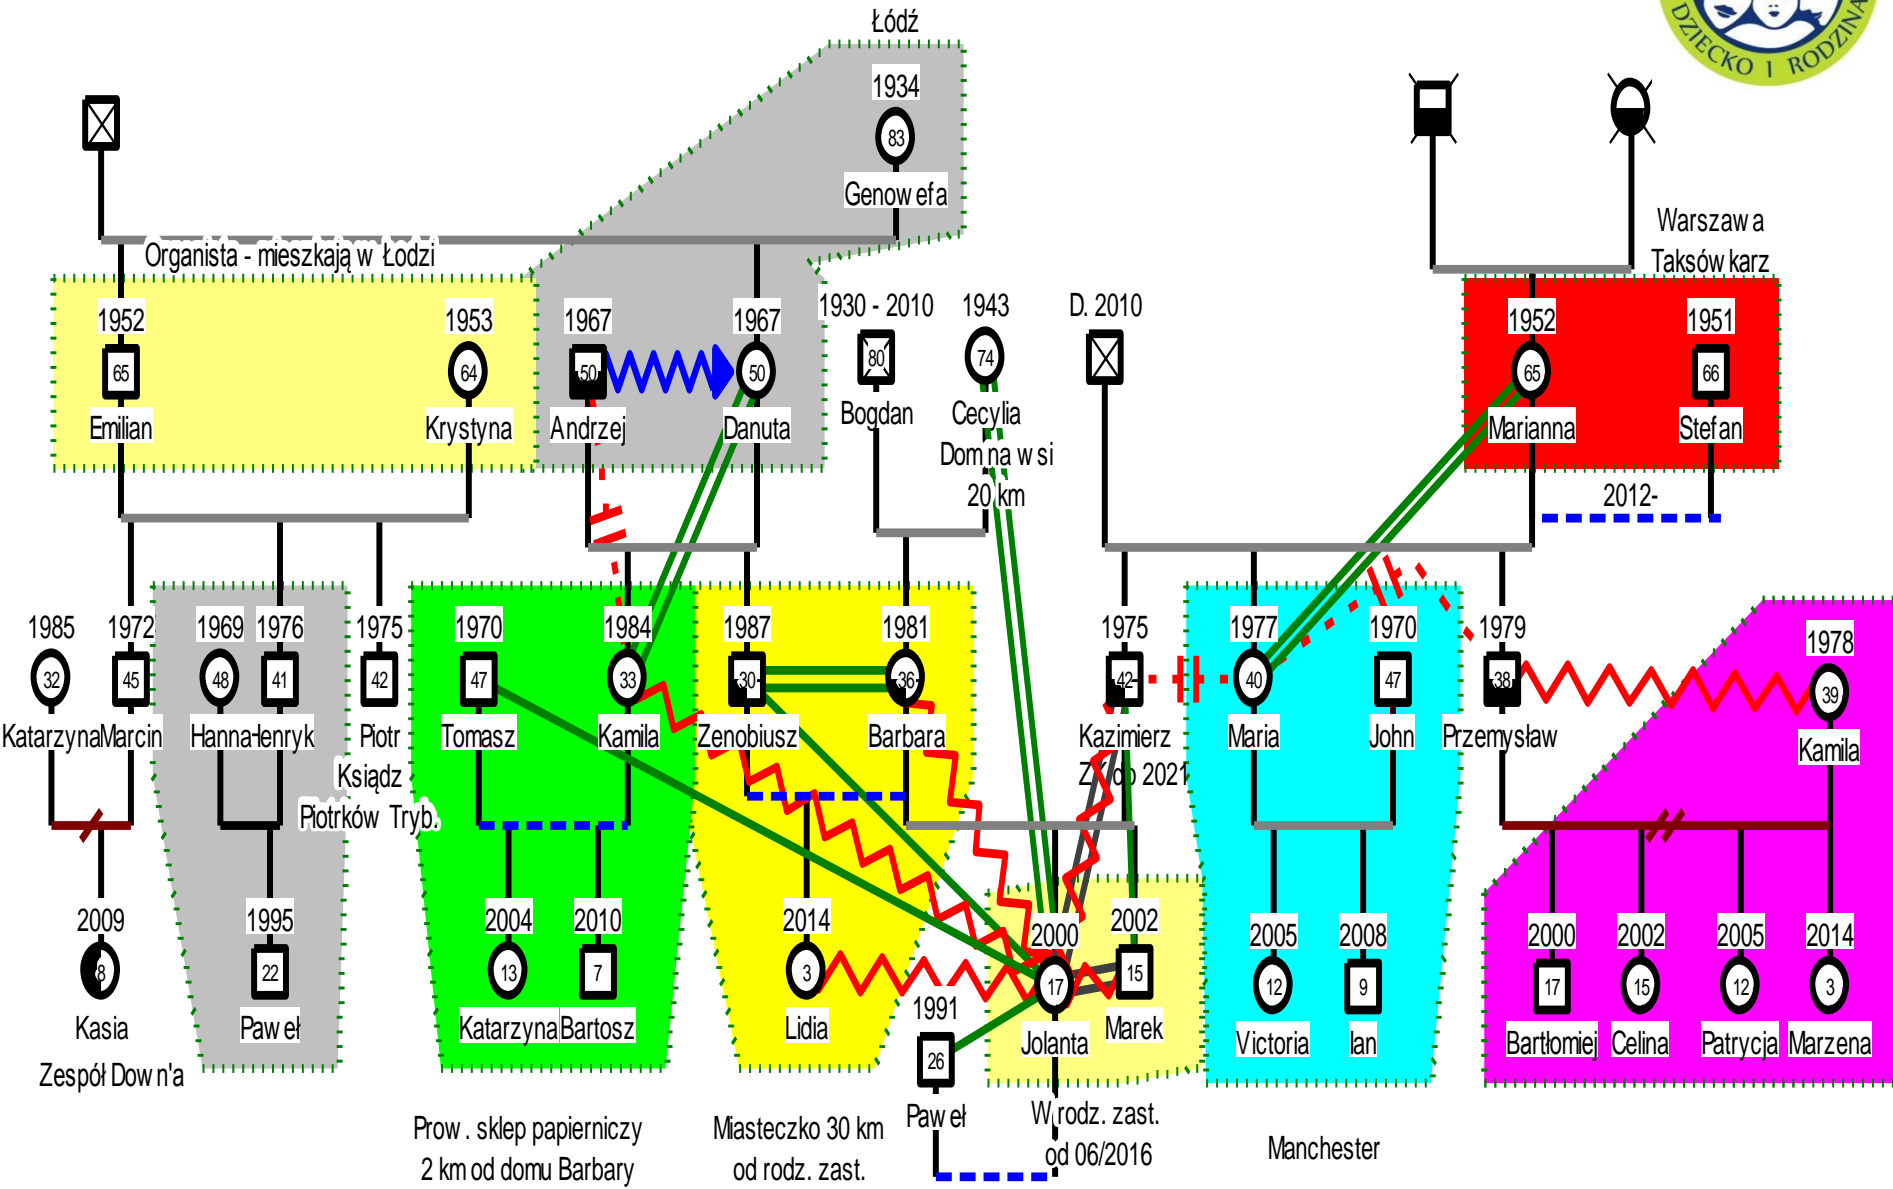 DZIECKO I RODZINA
Łódź
1934
83
Genowefa
Organista - mieszkają w Łodzi
Warszawa
Taksówkarz
1952
65
Emilian
1953
64
Krystyna
1967
50
Andrzej
1967
50
Danuta
1930 - 2010
80
Bogdan
1943
74
Cecylia
Dom na wsi
20 km
D. 2010
1952
65
Marianna
1951
66
Stefan
2012-
1985
32
Katarzyna
1972
45
Marcin
1969
48
Hanna
1976
41
Henryk
1975
42
Piotr
Ksiądz
Piotrków Tryb.
1970
47
Tomasz
1984
33
Kamila
1987
30
Zenobiusz
1981
36
Barbara
1975
42
Kazimierz
ZK do 2021
1977
40
Maria
1970
47
John
1979
38
Przemysław
1978
39
Kamila
2009
8
Kasia
Zespół Down'a
1995
22
Paweł
2004
13
Katarzyna
2010
7
Bartosz
2014
3
Lidia
1991
26
Paweł
2000
17
Jolanta
2002
15
Marek
2005
12
Victoria
2008
9
Ian
2000
17
Bartłomiej
2002
15
Celina
2005
12
Patrycja
2014
3
Marzena
Prow. sklep papierniczy
2 km od domu Barbary
Miasteczko 30 km
od rodz. zast.
W rodz. zast.
od 06/2016
Manchester